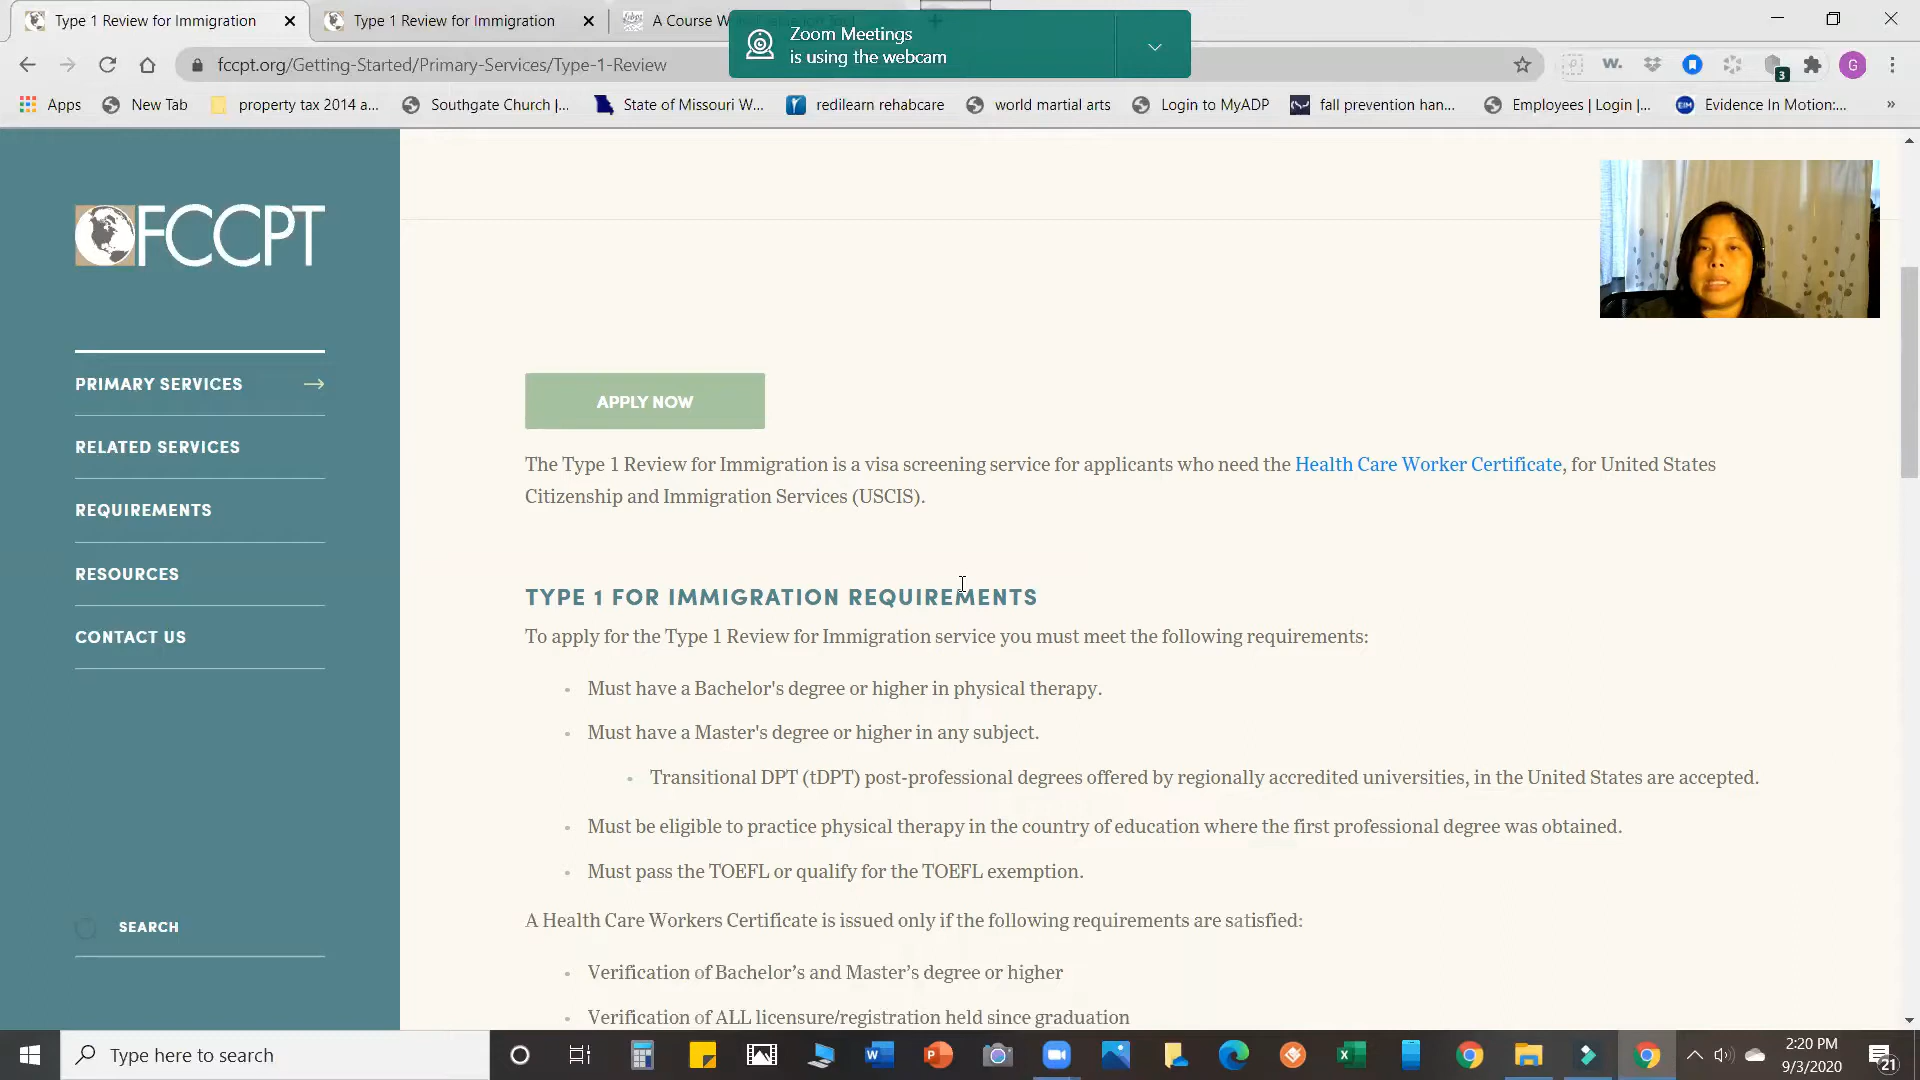 Type 1 Review for Immigration
Type 1 Review for Immigration
A Course W
Zoom Meetings
is using the webcam
fccpt.org/Getting-Started/Primary-Services/Type-1-Review
w.
3
G
Apps
New Tab
property tax 2014 a...
Southgate Church |...
State of Missouri W...
redilearn rehabcare
world martial arts
Login to MyADP
fall prevention han...
Employees | Login |...
EIM
Evidence In Motion:...
»
FCCPT
PRIMARY SERVICES
RELATED SERVICES
REQUIREMENTS
RESOURCES
CONTACT US
SEARCH
APPLY NOW
The Type 1 Review for Immigration is a visa screening service for applicants who need the Health Care Worker Certificate, for United States
Citizenship and Immigration Services (USCIS).
TYPE 1 FOR IMMIGRATION REQUIREMENTS
To apply for the Type 1 Review for Immigration service you must meet the following requirements:
Must have a Bachelor's degree or higher in physical therapy.
Must have a Master's degree or higher in any subject.
Transitional DPT (tDPT) post-professional degrees offered by regionally accredited universities, in the United States are accepted.
Must be eligible to practice physical therapy in the country of education where the first professional degree was obtained.
Must pass the TOEFL or qualify for the TOEFL exemption.
A Health Care Workers Certificate is issued only if the following requirements are satisfied:
Verification of Bachelor’s and Master’s degree or higher
Verification of ALL licensure/registration held since graduation
Type here to search
2:20 PM
9/3/2020
21